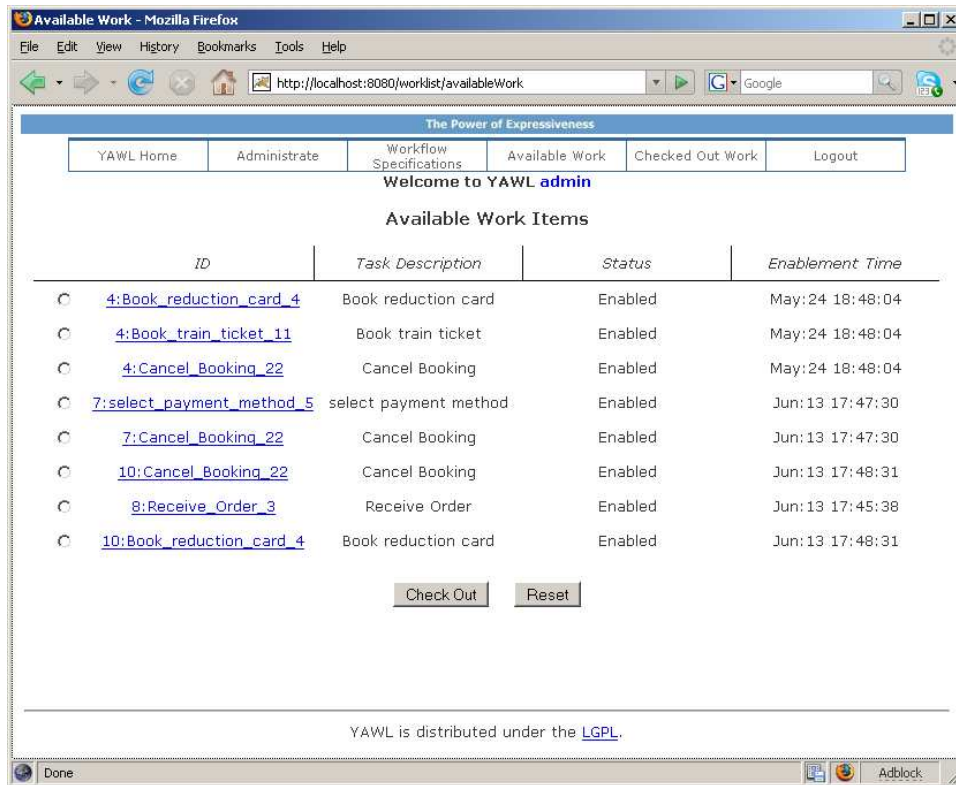 Available Work - Mozilla Firefox
File Edit View History Bookmarks Tools Help
http://localhost:8080/worklist/availableWork
G Google
The Power of Expressiveness
YAWL Home Administrate Workflow Specifications Available Work Checked Out Work Logout
Welcome to YAWL admin
Available Work Items
ID Task Description Status Enablement Time
4:Book_reduction_card_4 Book reduction card Enabled May:24 18:48:04
4:Book_train_ticket_11 Book train ticket Enabled May:24 18:48:04
4:Cancel_Booking_22 Cancel Booking Enabled May:24 18:48:04
7:select_payment_method_5 select payment method Enabled Jun:13 17:47:30
7:Cancel_Booking_22 Cancel Booking Enabled Jun:13 17:47:30
10:Cancel_Booking_22 Cancel Booking Enabled Jun:13 17:48:31
8:Receive_Order_3 Receive Order Enabled Jun:13 17:45:38
10:Book_reduction_card_4 Book reduction card Enabled Jun:13 17:48:31
Check Out Reset
YAWL is distributed under the LGPL.
Done Adblock